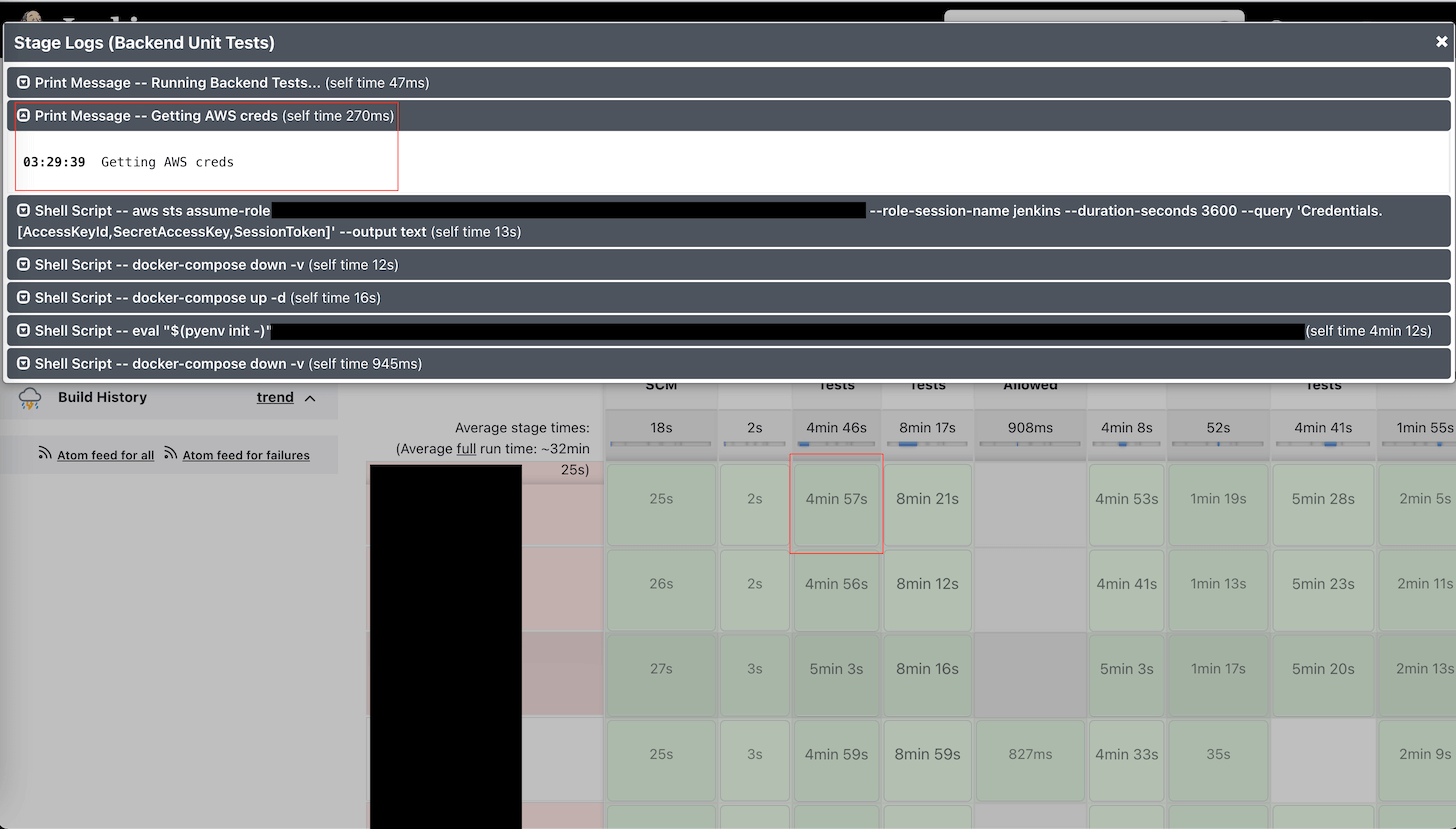 Stage Logs (Backend Unit Tests)
Print Message -- Running Backend Tests... (self time 47ms)
Print Message -- Getting AWS creds (self time 270ms)
03:29:39 Getting AWS creds
Shell Script -- aws sts assume-role --role-session-name jenkins --duration-seconds 3600 --query 'Credentials.
[AccessKeyId,SecretAccessKey,SessionToken]' --output text (self time 13s)
Shell Script -- docker-compose down -v (self time 12s)
Shell Script -- docker-compose up -d (self time 16s)
Shell Script -- eval "$(pyenv init -)" (self time 4min 12s)
Shell Script -- docker-compose down -v (self time 945ms)
SCM Tests Tests Allowed Tests
Build History trend
Atom feed for all Atom feed for failures
Average stage times:
(Average full run time: ~32min
25s)
18s 2s 4min 46s 8min 17s 908ms 4min 8s 52s 4min 41s 1min 55s
25s 2s 4min 57s 8min 21s 4min 53s 1min 19s 5min 28s 2min 5s
26s 2s 4min 56s 8min 12s 4min 41s 1min 13s 5min 23s 2min 11s
27s 3s 5min 3s 8min 16s 5min 3s 1min 17s 5min 20s 2min 13s
25s 3s 4min 59s 8min 59s 827ms 4min 33s 35s 2min 9s